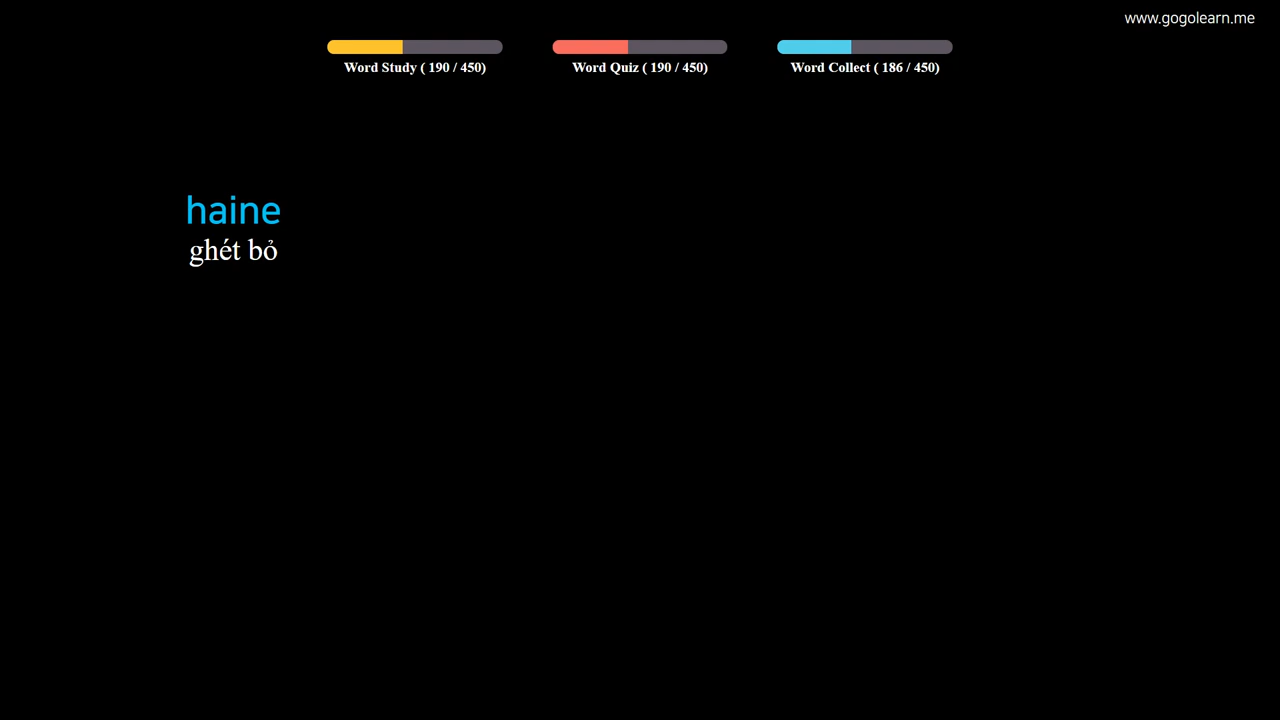 www.gogolearn.me
Word Study ( 190 / 450)
Word Quiz ( 190 / 450)
Word Collect ( 186 / 450)
haine
ghét bỏ